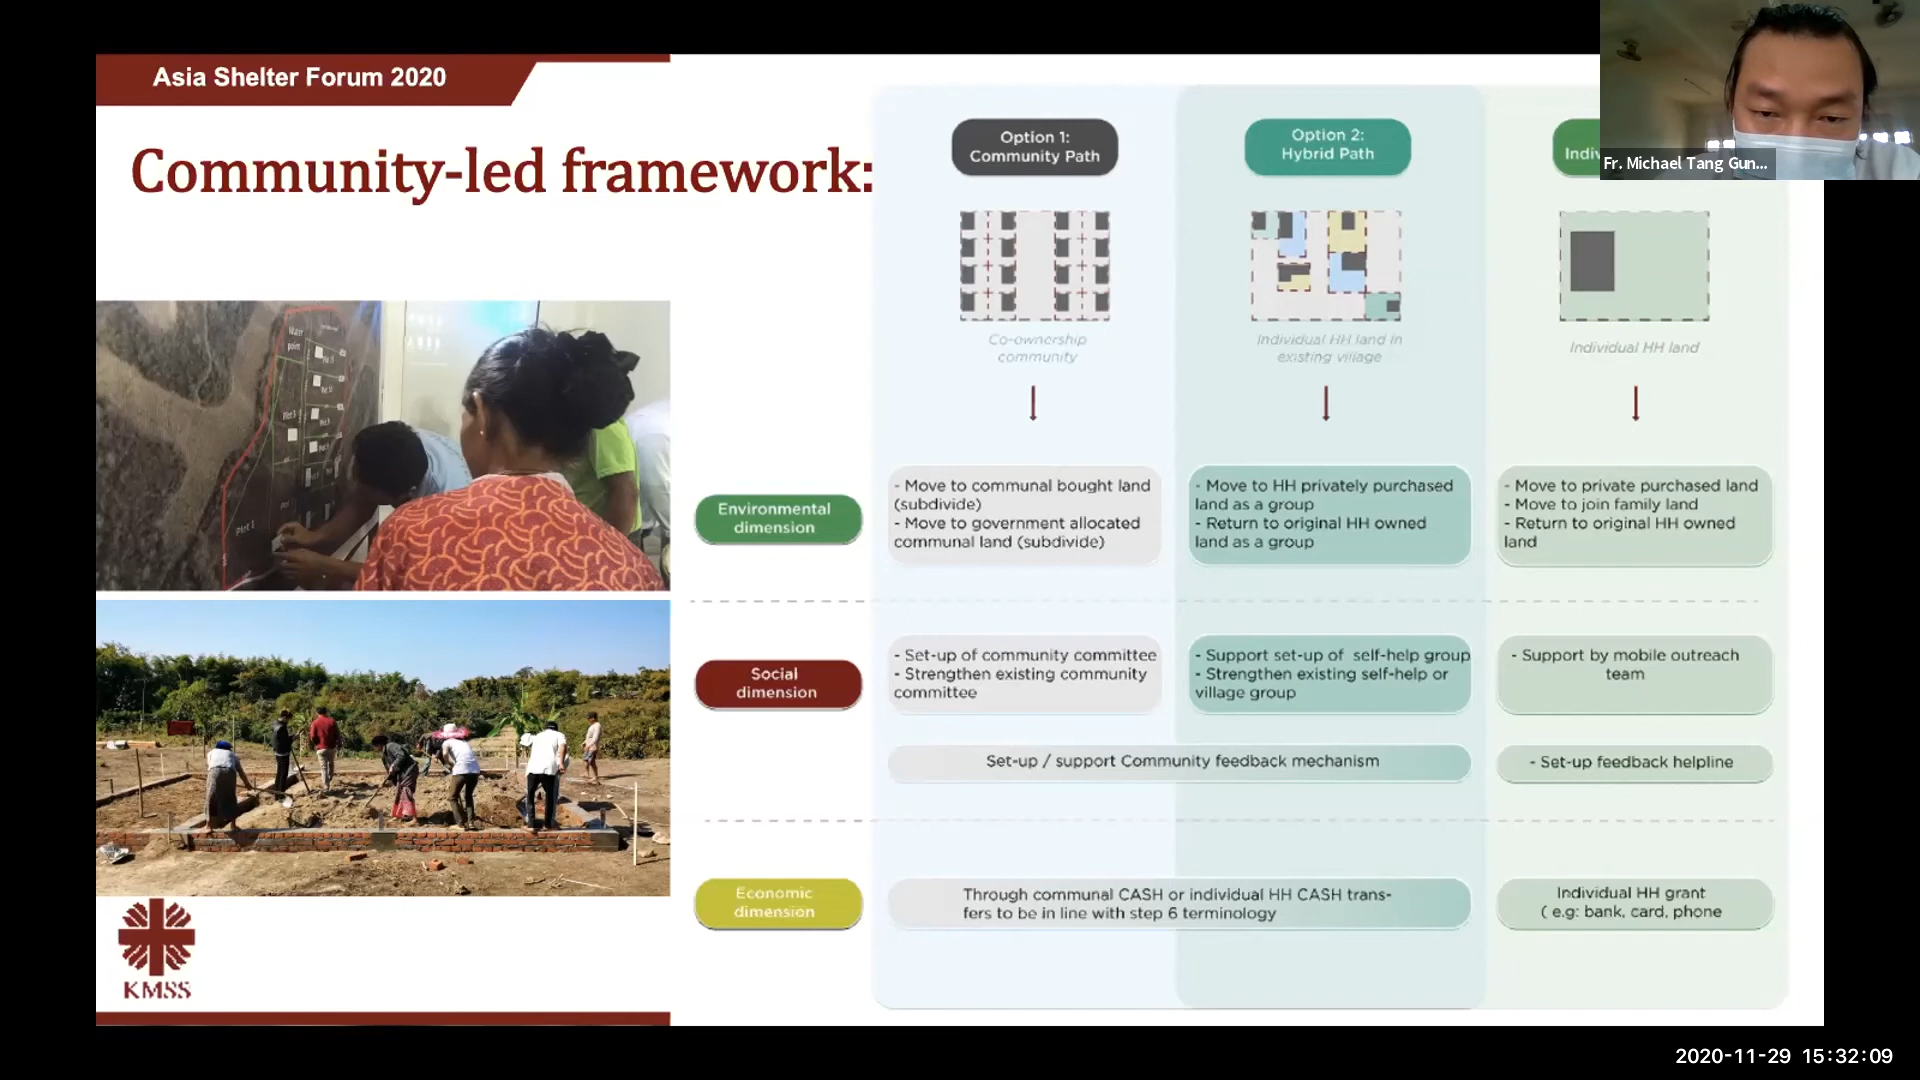 Asia Shelter Forum 2020
Community-led framework:
Option 1:
Community Path
Option 2:
Hybrid Path
Fr. Michael Tang Gun...
Co-ownership
community
Individual HH land in
existing village
Individual HH land
Water
point
Plot 1
Environmental
dimension
- Move to communal bought land
(subdivide)
- Move to government allocated
communal land (subdivide)
- Move to HH privately purchased
land as a group
- Return to original HH owned
land as a group
- Move to private purchased land
- Move to join family land
- Return to original HH owned
land
Social
dimension
- Set-up of community committee
- Strengthen existing community
committee
- Support set-up of self-help group
- Strengthen existing self-help or
village group
- Support by mobile outreach
team
Set-up / support Community feedback mechanism
- Set-up feedback helpline
Economic
dimension
Through communal CASH or individual HH CASH trans-
fers to be in line with step 6 terminology
Individual HH grant
( e.g: bank, card, phone
KMSS
2020-11-29 15:32:09